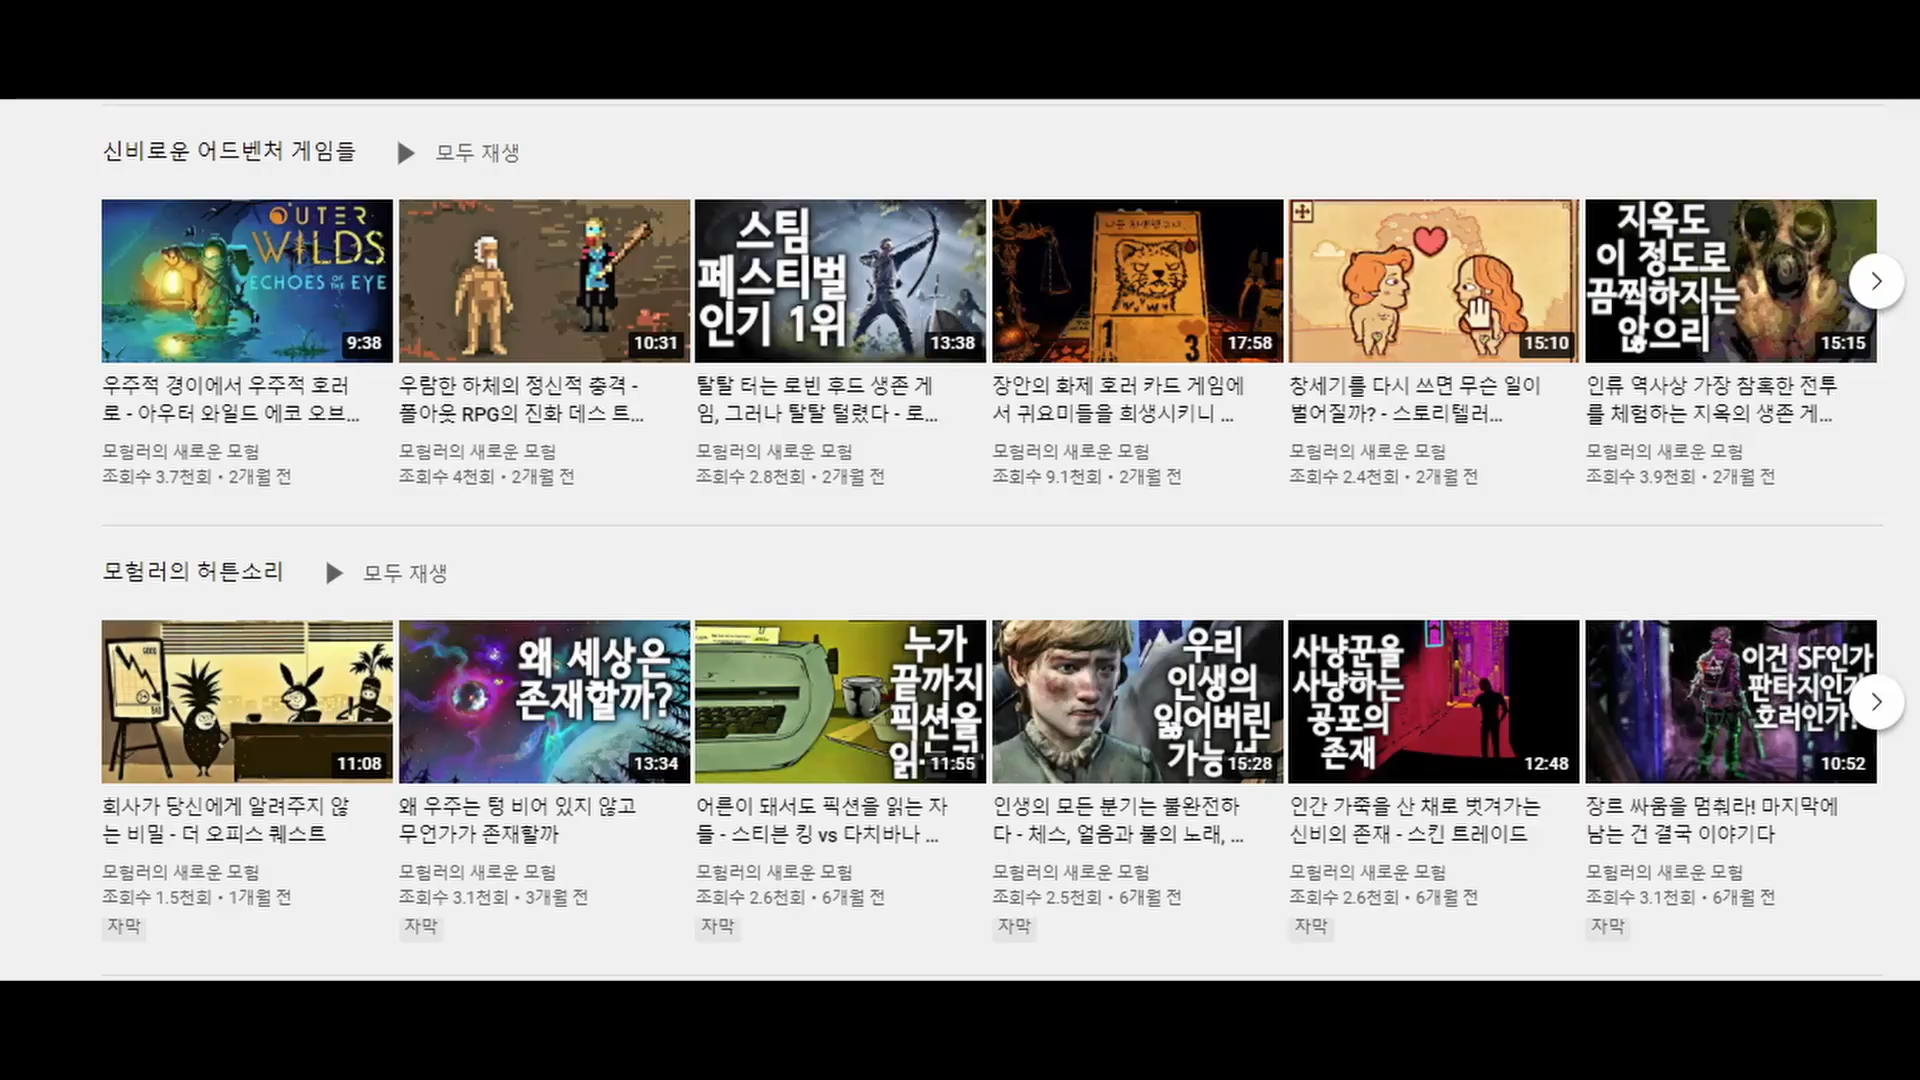 신비로운 어드벤처 게임들 모두 재생
OUTER
WILDS
ECHOES OF THE EYE
9:38
10:31
스팀
페스티벌
인기 1위
13:38
1
3
17:58
15:10
지옥도
이 정도로
끔찍하지는
않으리
15:15
우주적 경이에서 우주적 호러
로 - 아우터 와일드 에코 오브...
모험러의 새로운 모험
조회수 3.7천회 • 2개월 전
우람한 하체의 정신적 충격 -
폴아웃 RPG의 진화 데스 트...
모험러의 새로운 모험
조회수 4천회 • 2개월 전
탈탈 터는 로빈 후드 생존 게
임, 그러나 탈탈 털렸다 - 로...
모험러의 새로운 모험
조회수 2.8천회 • 2개월 전
장안의 화제 호러 카드 게임에
서 귀요미들을 희생시키니 ...
모험러의 새로운 모험
조회수 9.1천회 • 2개월 전
창세기를 다시 쓰면 무슨 일이
벌어질까? - 스토리텔러...
모험러의 새로운 모험
조회수 2.4천회 • 2개월 전
인류 역사상 가장 참혹한 전투
를 체험하는 지옥의 생존 게...
모험러의 새로운 모험
조회수 3.9천회 • 2개월 전
모험러의 허튼소리 모두 재생
GOOD
BAD
11:08
왜 세상은
존재할까?
13:34
누가
끝까지
픽션을
11:55
우리
인생의
잃어버린
15:28
사냥꾼을
사냥하는
공포의
존재
12:48
이건 SF인가
판타지인가
호러인가!
10:52
회사가 당신에게 알려주지 않
는 비밀 - 더 오피스 퀘스트
모험러의 새로운 모험
조회수 1.5천회 • 1개월 전
자막
왜 우주는 텅 비어 있지 않고
무언가가 존재할까
모험러의 새로운 모험
조회수 3.1천회 • 3개월 전
자막
어른이 돼서도 픽션을 읽는 자
들 - 스티븐 킹 vs 다치바나 ...
모험러의 새로운 모험
조회수 2.6천회 • 6개월 전
자막
인생의 모든 분기는 불완전하
다 - 체스, 얼음과 불의 노래, ...
모험러의 새로운 모험
조회수 2.5천회 • 6개월 전
자막
인간 가죽을 산 채로 벗겨가는
신비의 존재 - 스킨 트레이드
모험러의 새로운 모험
조회수 2.6천회 • 6개월 전
자막
장르 싸움을 멈춰라! 마지막에
남는 건 결국 이야기다
모험러의 새로운 모험
조회수 3.1천회 • 6개월 전
자막